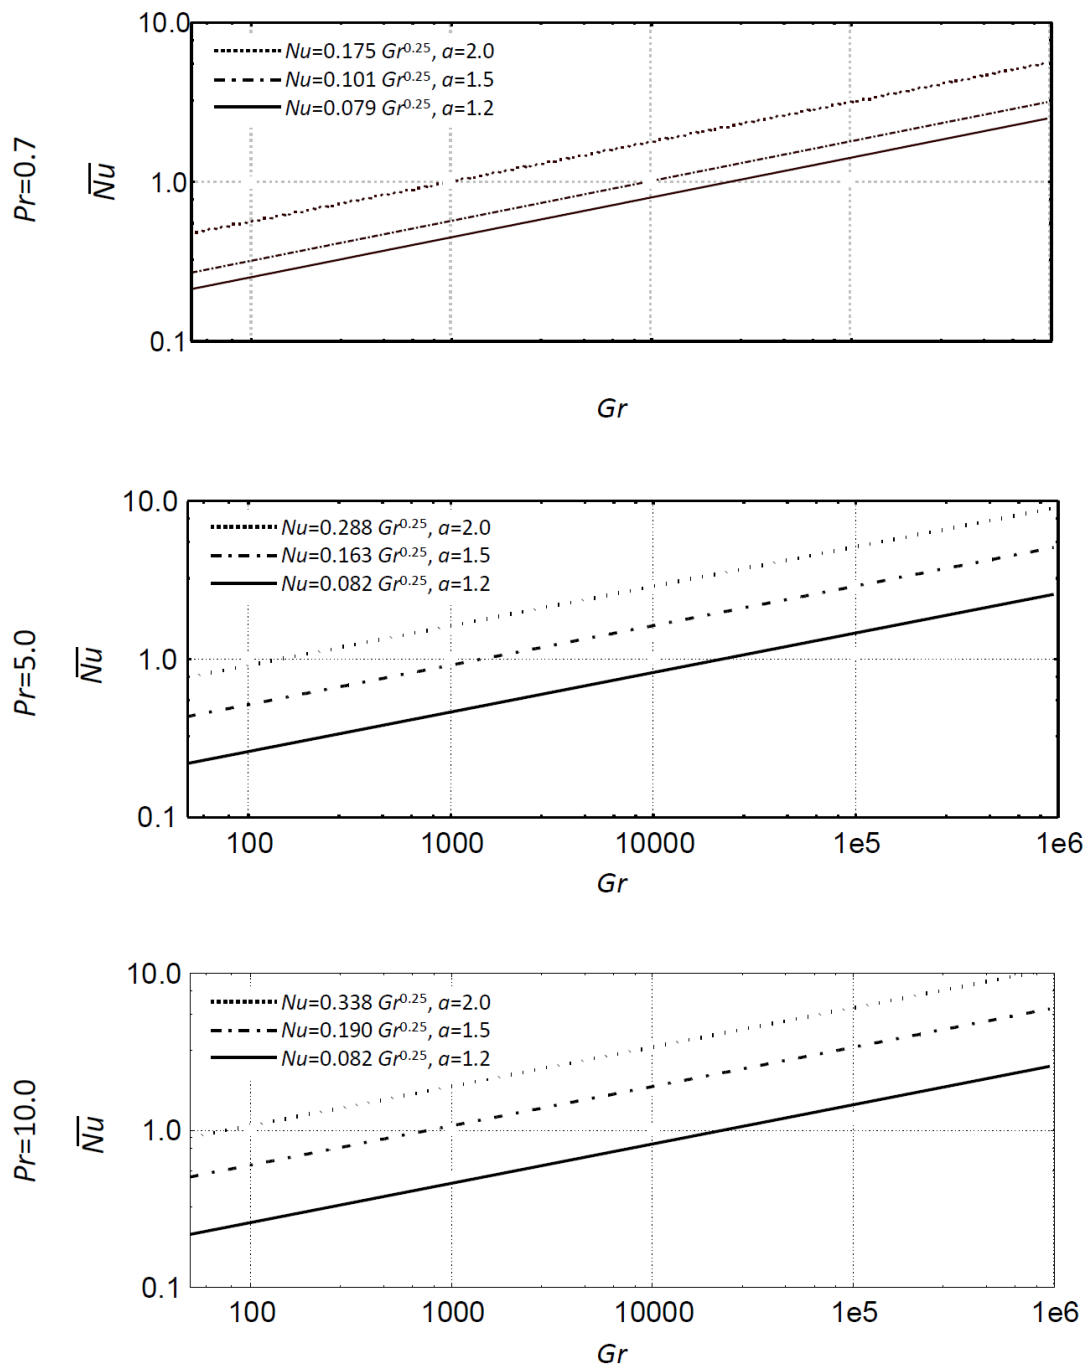 Pr=0.7
Nu
10.0
1.0
0.1
Nu=0.175 Gr0.25, a=2.0
Nu=0.101 Gr0.25, a=1.5
Nu=0.079 Gr0.25, a=1.2
Gr
Pr=5.0
Nu
10.0
1.0
0.1
Nu=0.288 Gr0.25, a=2.0
Nu=0.163 Gr0.25, a=1.5
Nu=0.082 Gr0.25, a=1.2
100 1000 10000 1e5 1e6
Gr
Pr=10.0
Nu
10.0
1.0
0.1
Nu=0.338 Gr0.25, a=2.0
Nu=0.190 Gr0.25, a=1.5
Nu=0.082 Gr0.25, a=1.2
100 1000 10000 1e5 1e6
Gr